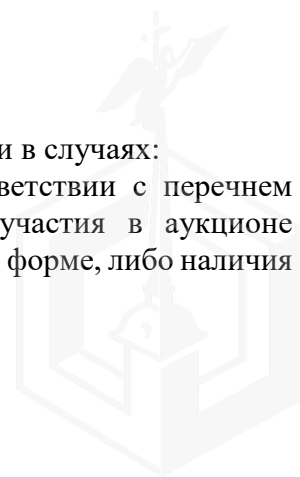 и в случаях:
ветствии с перечнем
участия в аукционе
форме, либо наличия